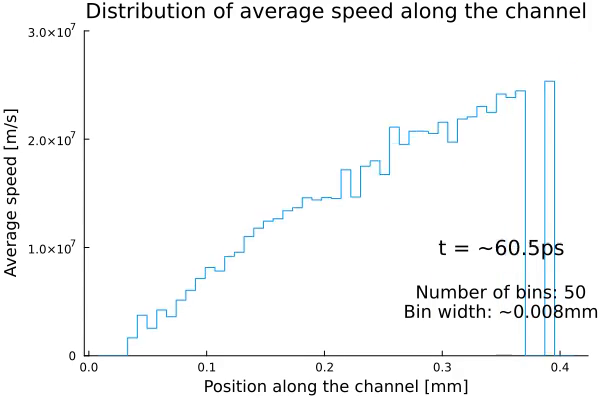 Distribution of average speed along the channel
3.0×10⁷
2.0×10⁷
1.0×10⁷
0
Average speed [m/s]
t = ~60.5ps
Number of bins: 50
Bin width: ~0.008mm
0.0 0.1 0.2 0.3 0.4
Position along the channel [mm]